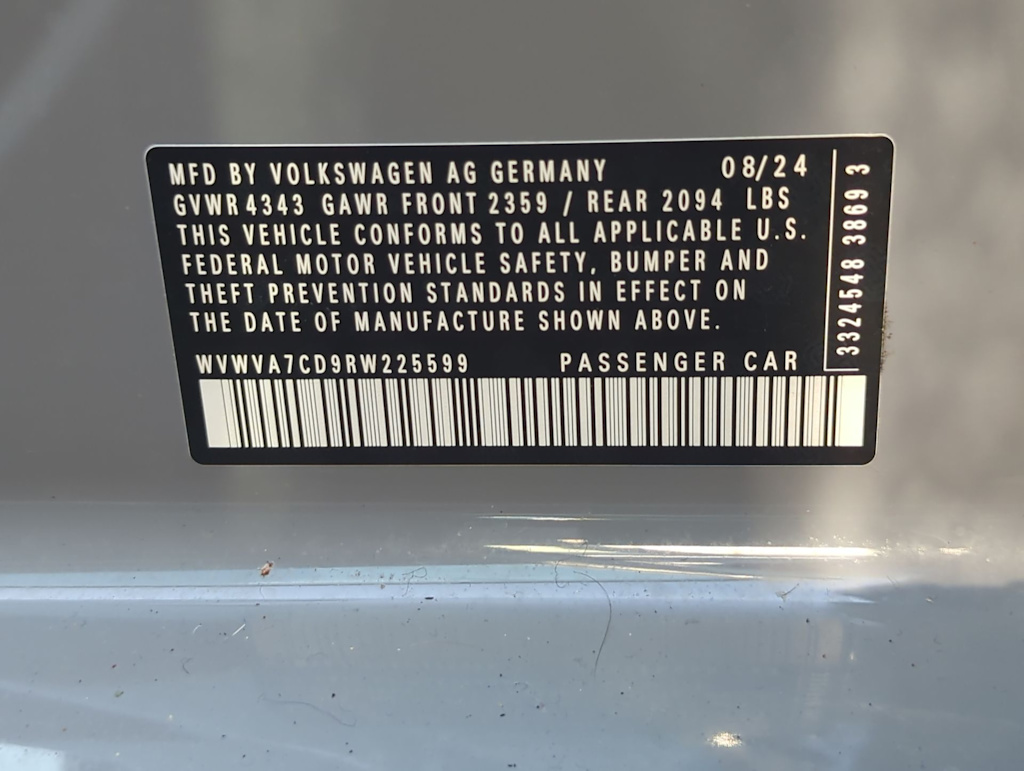 MFD BY VOLKSWAGEN AG GERMANY 08/24
GVWR 4343 GAWR FRONT 2359 / REAR 2094 LBS
THIS VEHICLE CONFORMS TO ALL APPLICABLE U.S.
FEDERAL MOTOR VEHICLE SAFETY, BUMPER AND
THEFT PREVENTION STANDARDS IN EFFECT ON
THE DATE OF MANUFACTURE SHOWN ABOVE.
WVWVA7CD9RW225599 PASSENGER CAR
3324548 3869 3